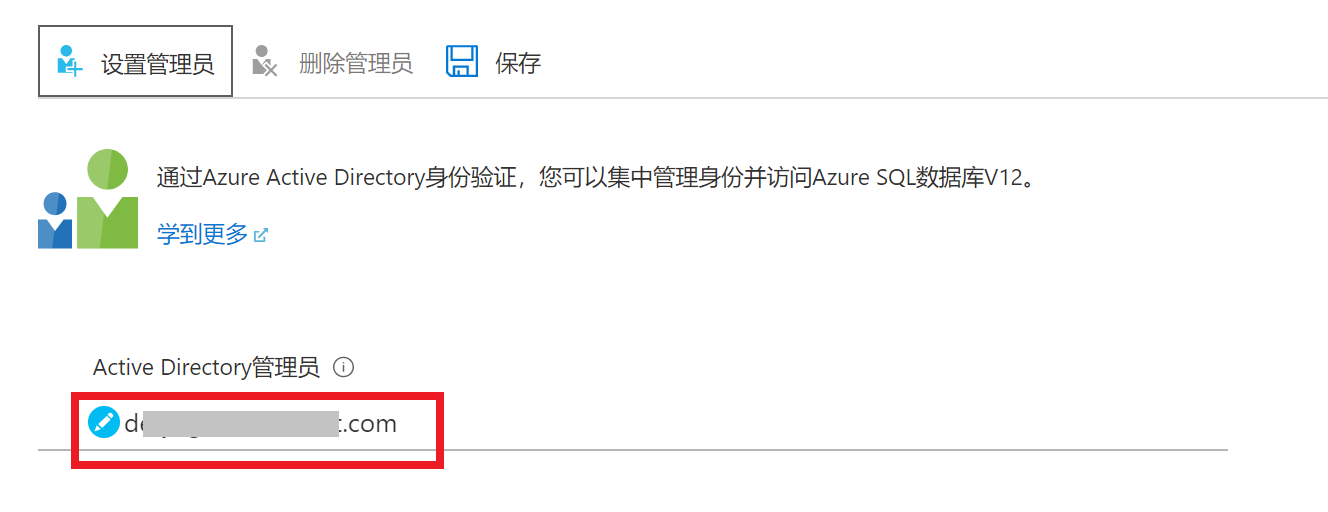 设置管理员 删除管理员 保存
通过Azure Active Directory身份验证，您可以集中管理身份并访问Azure SQL数据库V12。
学到更多
Active Directory管理员
.com